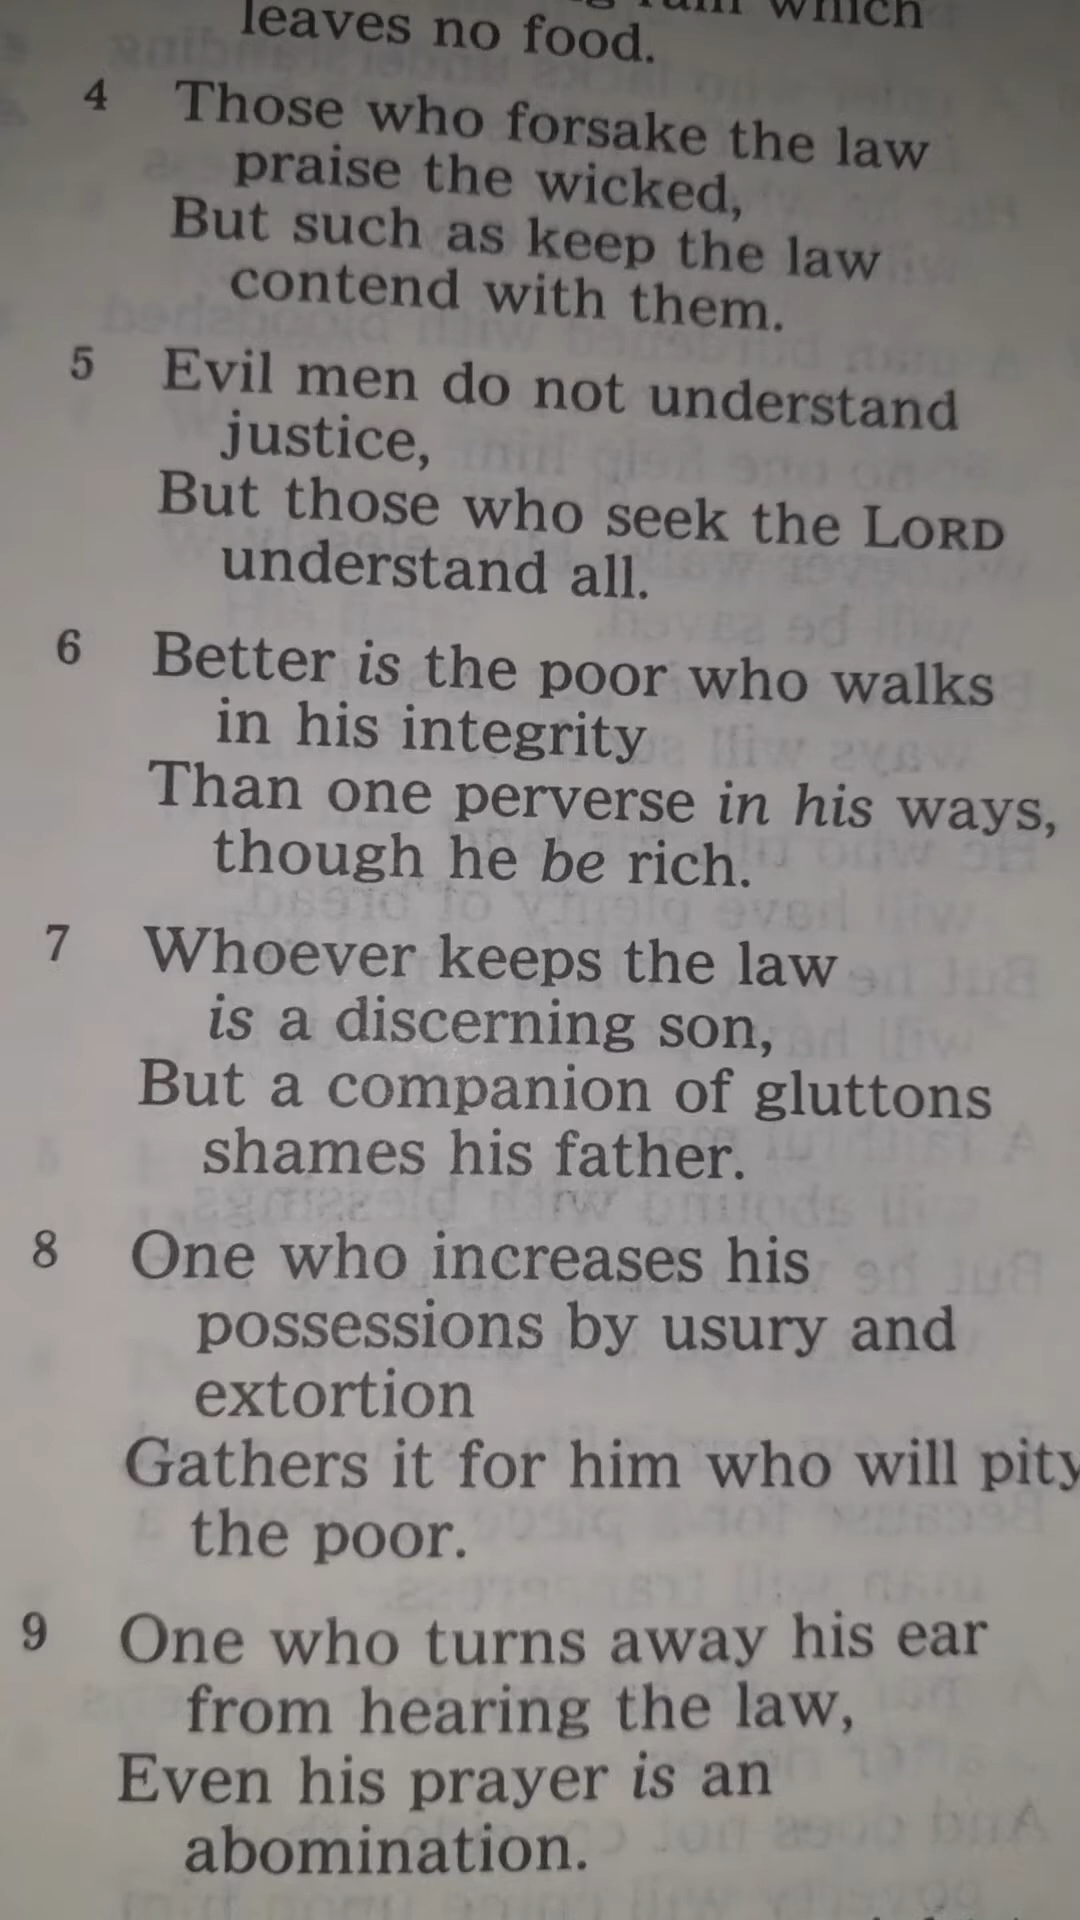 which
leaves no food.
4 Those who forsake the law
praise the wicked,
But such as keep the law
contend with them.
5 Evil men do not understand
justice,
But those who seek the LORD
understand all.
6 Better is the poor who walks
in his integrity
Than one perverse in his ways,
though he be rich.
7 Whoever keeps the law
is a discerning son,
But a companion of gluttons
shames his father.
8 One who increases his
possessions by usury and
extortion
Gathers it for him who will pity
the poor.
9 One who turns away his ear
from hearing the law,
Even his prayer is an
abomination.